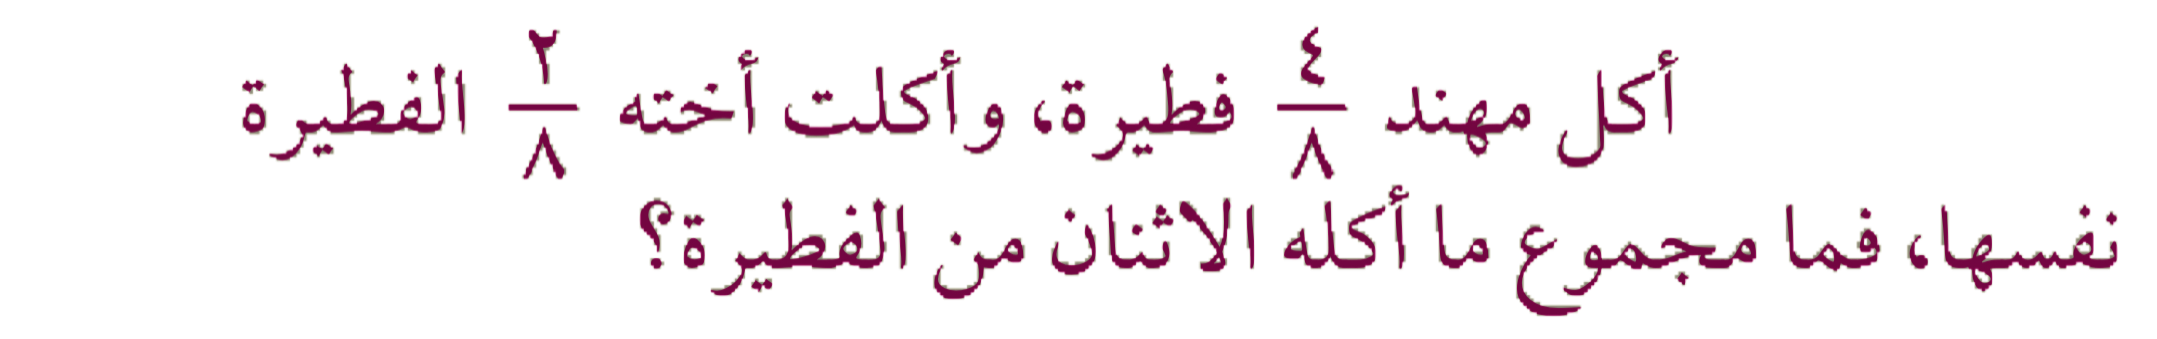 أكل مهند ٤/٨ فطيرة، وأكلت أخته ٢/٨ الفطيرة
نفسها، فما مجموع ما أكله الاثنان من الفطيرة؟